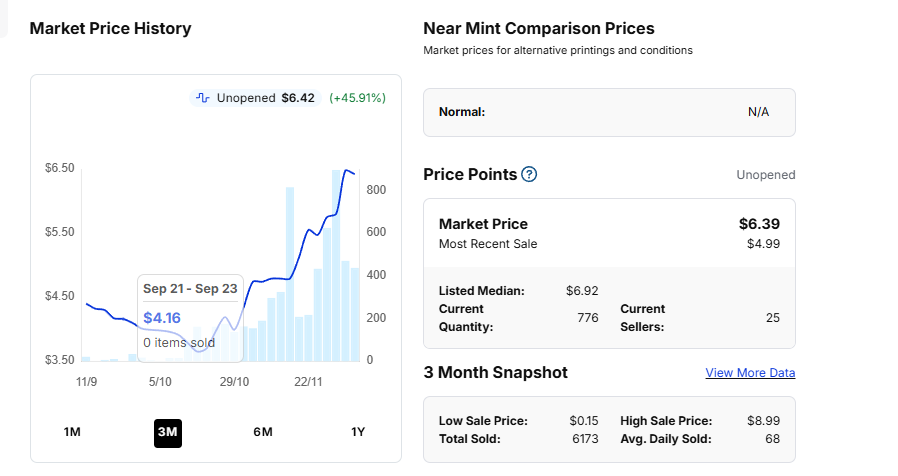 Market Price History
Unopened $6.42 (+45.91%)
$6.50
$5.50
$4.50
$3.50
800
600
400
200
0
Sep 21 - Sep 23
$4.16
0 items sold
11/9 5/10 29/10 22/11
1M 3M 6M 1Y
Near Mint Comparison Prices
Market prices for alternative printings and conditions
Normal: N/A
Price Points ? Unopened
Market Price $6.39
Most Recent Sale $4.99
Listed Median: $6.92
Current Quantity: 776
Current Sellers: 25
3 Month Snapshot View More Data
Low Sale Price: $0.15 High Sale Price: $8.99
Total Sold: 6173 Avg. Daily Sold: 68